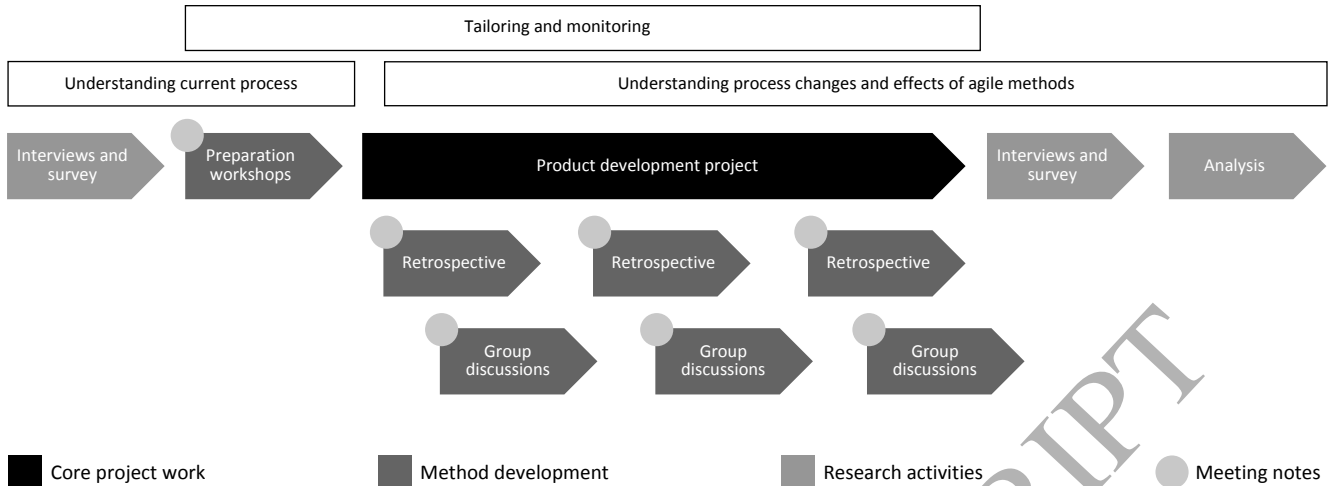 Tailoring and monitoring
Understanding current process
Understanding process changes and effects of agile methods
Interviews and
survey
Preparation
workshops
Product development project
Interviews and
survey
Analysis
Retrospective
Retrospective
Retrospective
Group
discussions
Group
discussions
Group
discussions
RIPT
Core project work
Method development
Research activities
Meeting notes